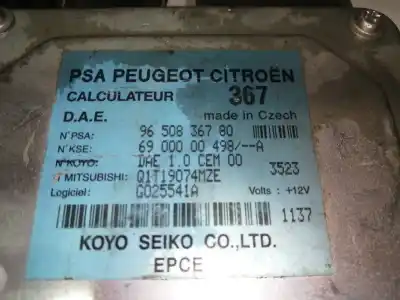 PSA PEUGEOT CITROËN
CALCULATEUR 367
D.A.E. made in Czech
N°PSA: 96 508 367 80
N°KSE: 69 000 00 498/--A
N°KOYO: DAE 1.0 CEM 00 3523
MITSUBISHI: Q1T19074MZE
Logiciel: G025541A Volts : +12V
1137
KOYO SEIKO CO.,LTD.
EPCE